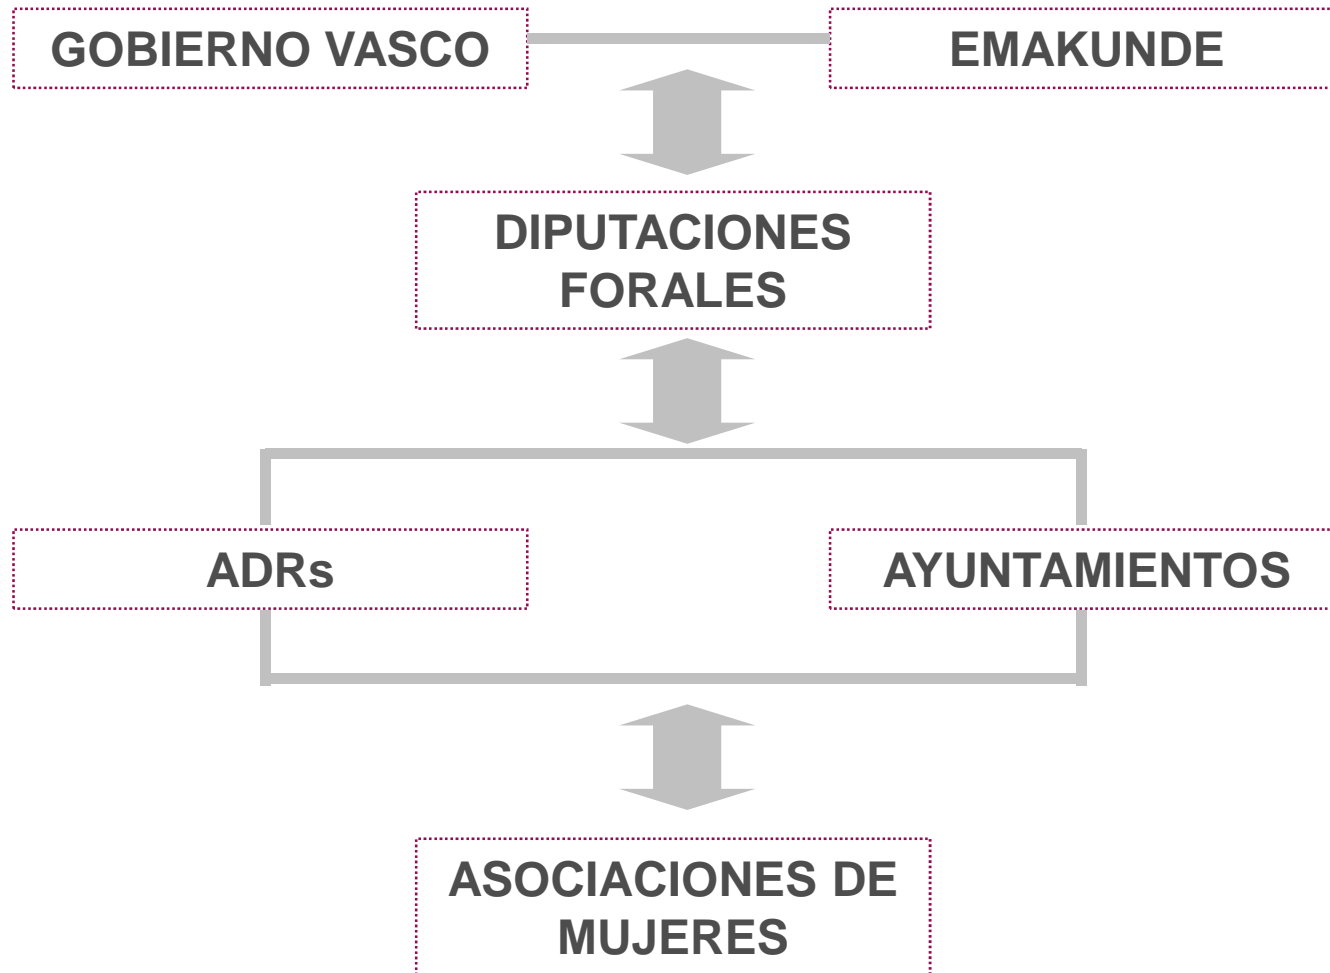 GOBIERNO VASCO
EMAKUNDE
DIPUTACIONES
FORALES
ADRs
AYUNTAMIENTOS
ASOCIACIONES DE
MUJERES